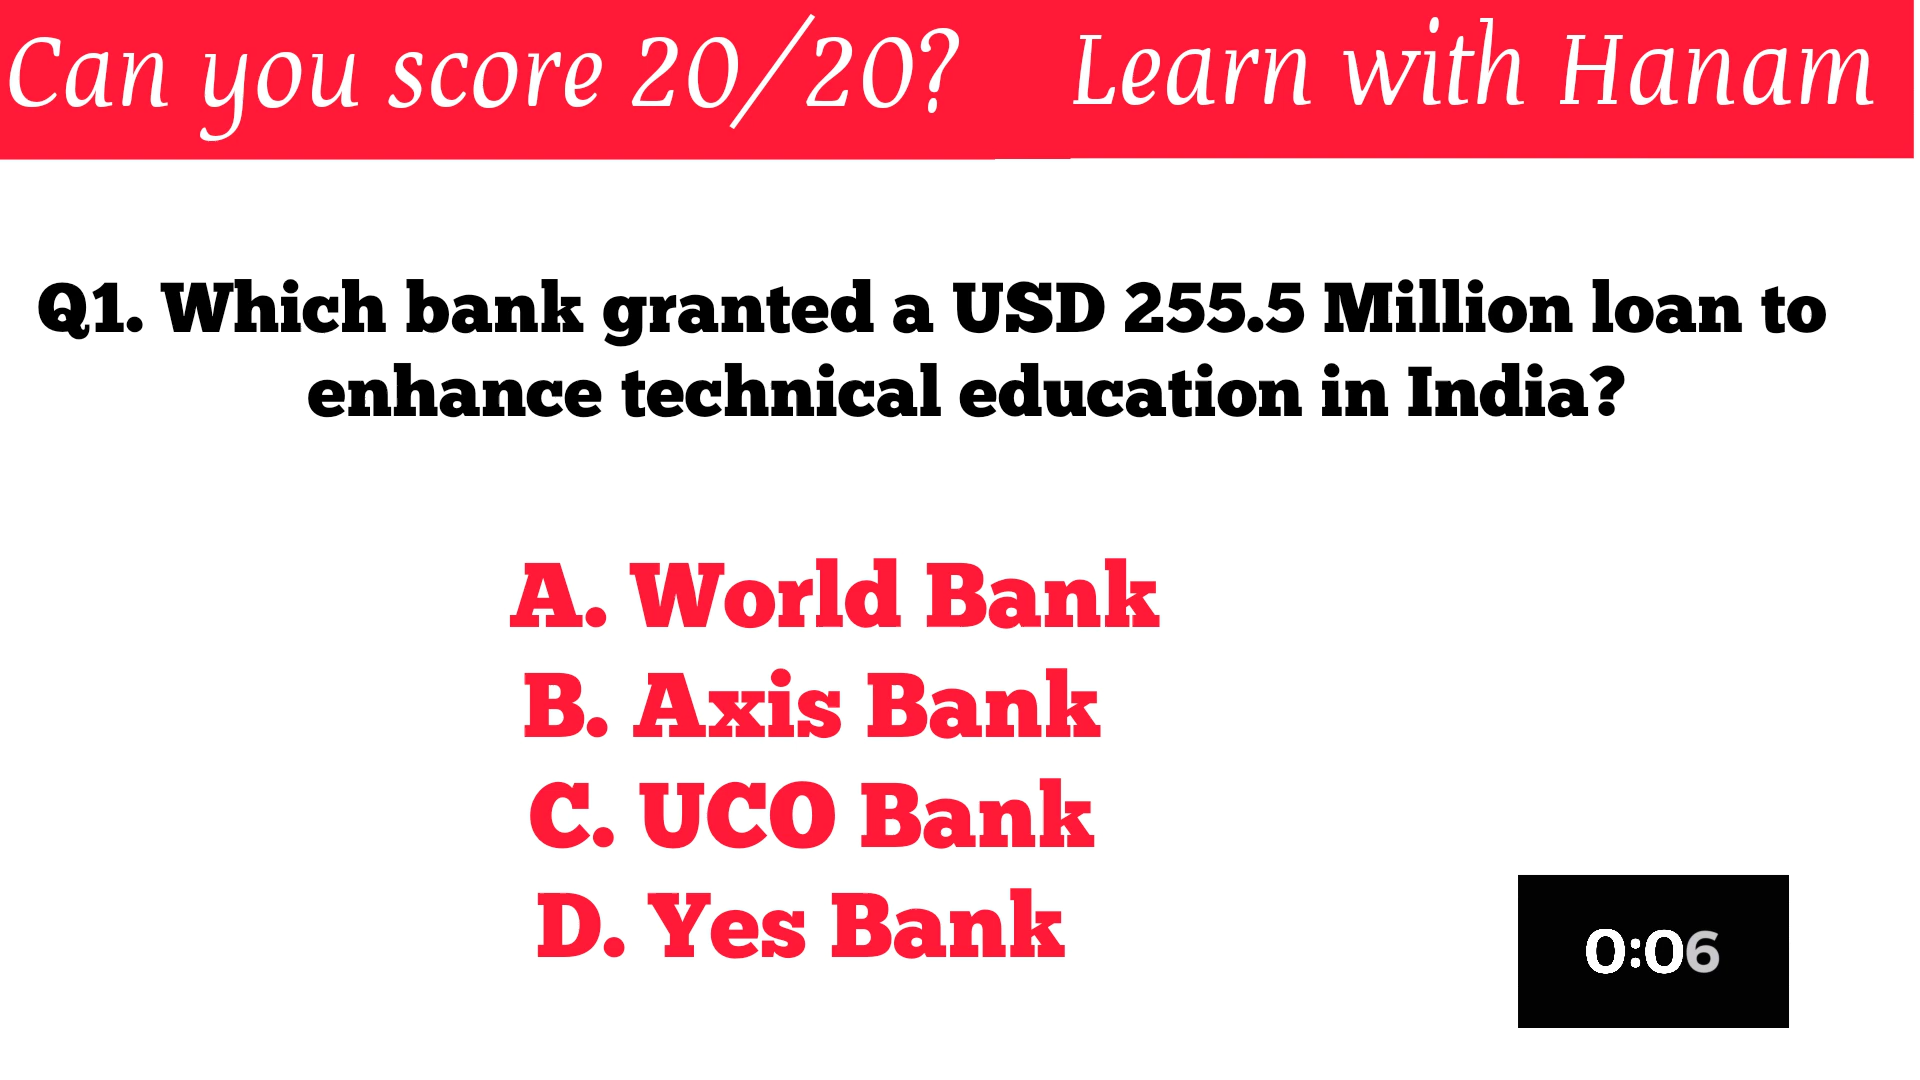 Can you score 20/20? Learn with Hanam
Q1. Which bank granted a USD 255.5 Million loan to
enhance technical education in India?
A. World Bank
B. Axis Bank
C. UCO Bank
D. Yes Bank
0:06